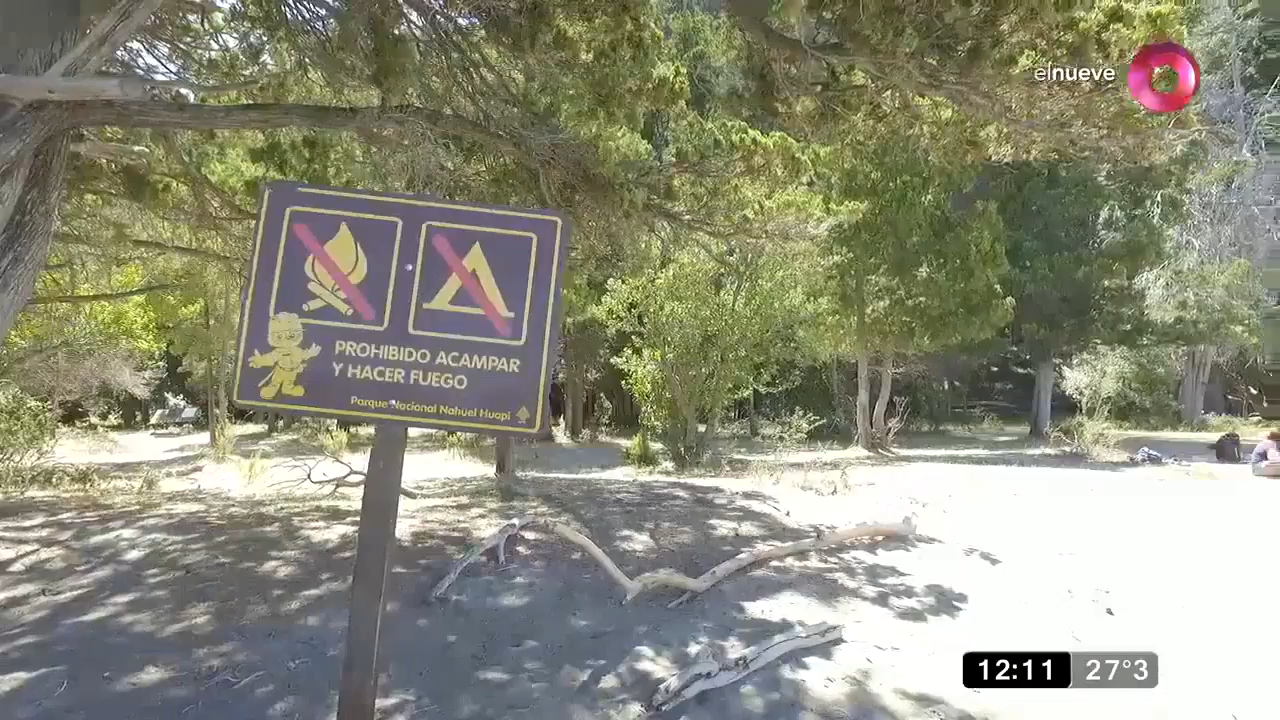 elnueve
PROHIBIDO ACAMPAR
Y HACER FUEGO
Parque Nacional Nahuel Huapi
12:11 27°3